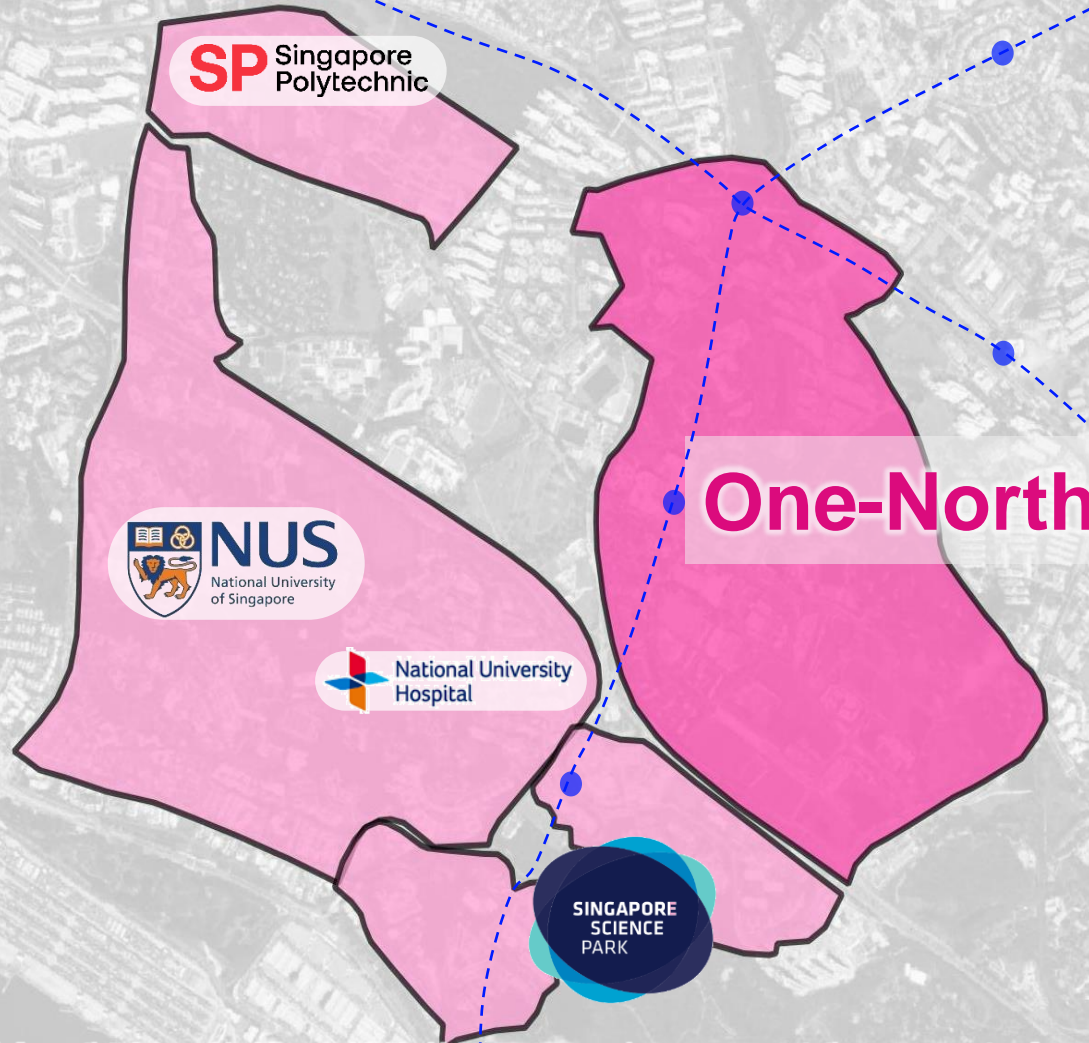 SP Singapore
Polytechnic
One-North
NUS
National University
of Singapore
National University
Hospital
SINGAPORE
SCIENCE
PARK